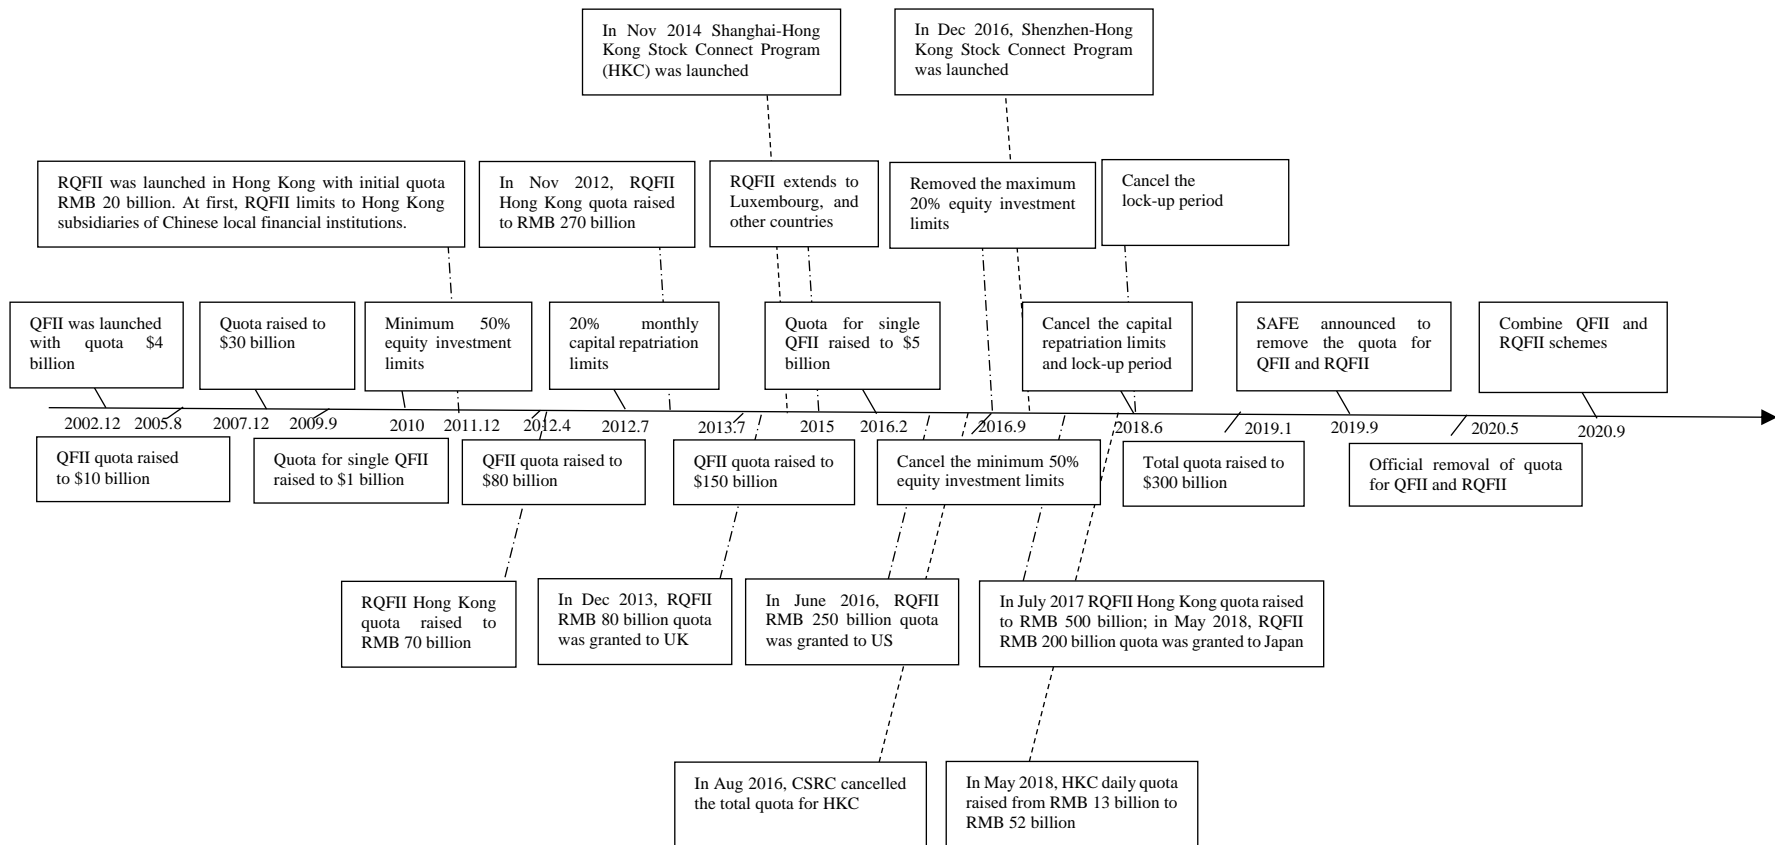 In Nov 2014 Shanghai-Hong
Kong Stock Connect Program
(HKC) was launched
In Dec 2016, Shenzhen-Hong
Kong Stock Connect Program
was launched
RQFII was launched in Hong Kong with initial quota
RMB 20 billion. At first, RQFII limits to Hong Kong
subsidiaries of Chinese local financial institutions.
In Nov 2012, RQFII
Hong Kong quota raised
to RMB 270 billion
RQFII extends to
Luxembourg, and
other countries
Removed the maximum
20% equity investment
limits
Cancel the
lock-up period
QFII was launched
with quota $4
billion
Quota raised to
$30 billion
Minimum 50%
equity investment
limits
20% monthly
capital repatriation
limits
Quota for single
QFII raised to $5
billion
Cancel the capital
repatriation limits
and lock-up period
SAFE announced to
remove the quota for
QFII and RQFII
Combine QFII and
RQFII schemes
2002.12 2005.8 2007.12 2009.9 2010 2011.12 2012.4 2012.7 2013.7 2015 2016.2 2016.9 2018.6 2019.1 2019.9 2020.5 2020.9
QFII quota raised
to $10 billion
Quota for single QFII
raised to $1 billion
QFII quota raised to
$80 billion
QFII quota raised to
$150 billion
Cancel the minimum 50%
equity investment limits
Total quota raised to
$300 billion
Official removal of quota
for QFII and RQFII
RQFII Hong Kong
quota raised to
RMB 70 billion
In Dec 2013, RQFII
RMB 80 billion quota
was granted to UK
In June 2016, RQFII
RMB 250 billion quota
was granted to US
In July 2017 RQFII Hong Kong quota raised
to RMB 500 billion; in May 2018, RQFII
RMB 200 billion quota was granted to Japan
In Aug 2016, CSRC cancelled
the total quota for HKC
In May 2018, HKC daily quota
raised from RMB 13 billion to
RMB 52 billion